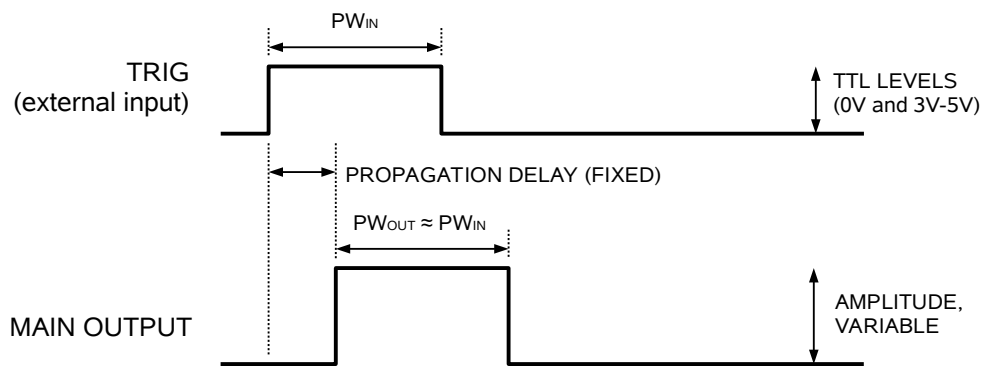 PWIN
TRIG
(external input)
TTL LEVELS
(0V and 3V-5V)
PROPAGATION DELAY (FIXED)
PWOUT ≈ PWIN
MAIN OUTPUT
AMPLITUDE,
VARIABLE